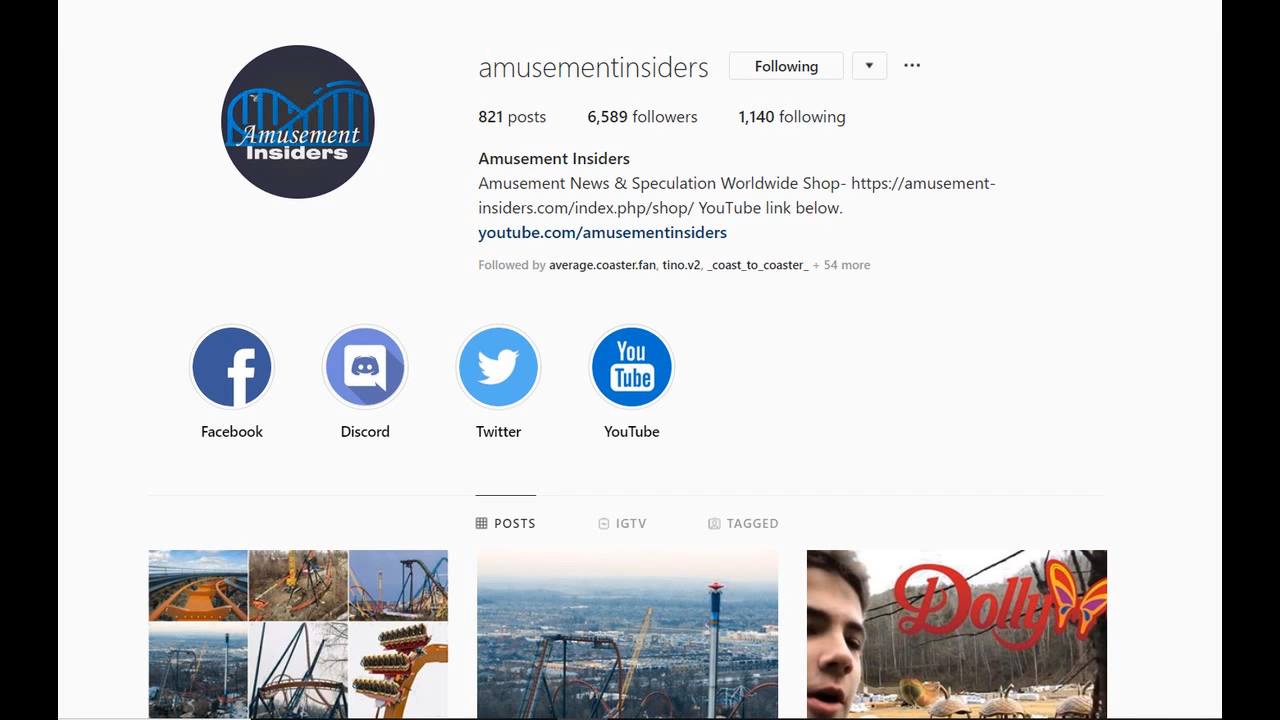 amusementinsiders Following
821 posts 6,589 followers 1,140 following
Amusement
Insiders
Amusement Insiders
Amusement News & Speculation Worldwide Shop- https://amusement-
insiders.com/index.php/shop/ YouTube link below.
youtube.com/amusementinsiders
Followed by average.coaster.fan, tino.v2, _coast_to_coaster_ + 54 more
You
Tube
Facebook Discord Twitter YouTube
POSTS IGTV TAGGED
Dolly